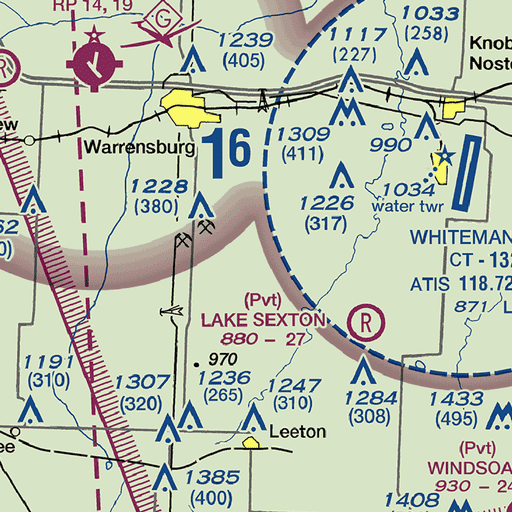 RP 14, 19
G
1239
(405)
1117
(227)
1033
(258)
Knob
Nost
R
Warrensburg
16
1309
(411)
990
1228
(380)
1226
(317)
1034
water twr
WHITEMAN
CT - 132
ATIS 118.72
871 L
(Pvt)
LAKE SEXTON
880 - 27
R
970
1191
(310)
1307
(320)
1236
(265)
1247
(310)
1284
(308)
1433
(495)
Leeton
ee
(Pvt)
WINDSOA
930 - 24
1385
(400)
1408